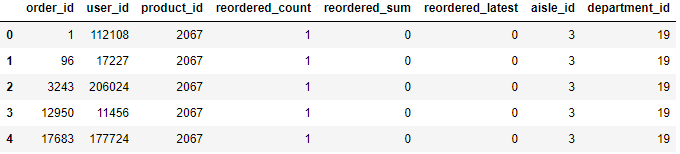 order_id user_id product_id reordered_count reordered_sum reordered_latest aisle_id department_id
0 1 112108 2067 1 0 0 3 19
1 96 17227 2067 1 0 0 3 19
2 3243 206024 2067 1 0 0 3 19
3 12950 11456 2067 1 0 0 3 19
4 17683 177724 2067 1 0 0 3 19